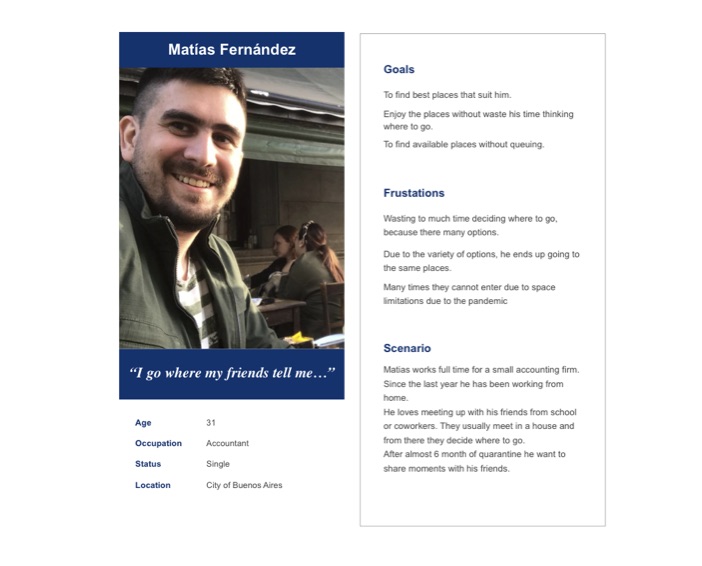 Matías Fernández
“I go where my friends tell me…”
Age 31
Occupation Accountant
Status Single
Location City of Buenos Aires
Goals
To find best places that suit him.
Enjoy the places without waste his time thinking
where to go.
To find available places without queuing.
Frustations
Wasting to much time deciding where to go,
because there many options.
Due to the variety of options, he ends up going to
the same places.
Many times they cannot enter due to space
limitations due to the pandemic
Scenario
Matias works full time for a small accounting firm.
Since the last year he has been working from
home.
He loves meeting up with his friends from school
or coworkers. They usually meet in a house and
from there they decide where to go.
After almost 6 month of quarantine he want to
share moments with his friends.